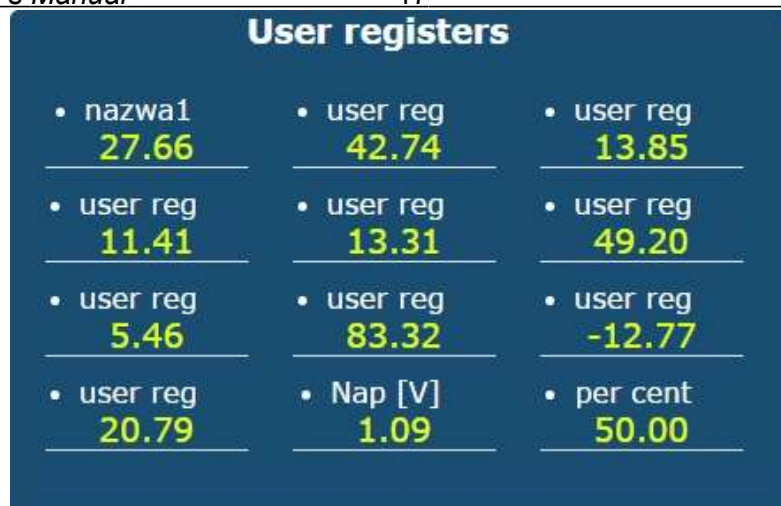 s Manual
User registers
• nazwa1 • user reg • user reg
27.66 42.74 13.85
• user reg • user reg • user reg
11.41 13.31 49.20
• user reg • user reg • user reg
5.46 83.32 -12.77
• user reg • Nap [V] • per cent
20.79 1.09 50.00